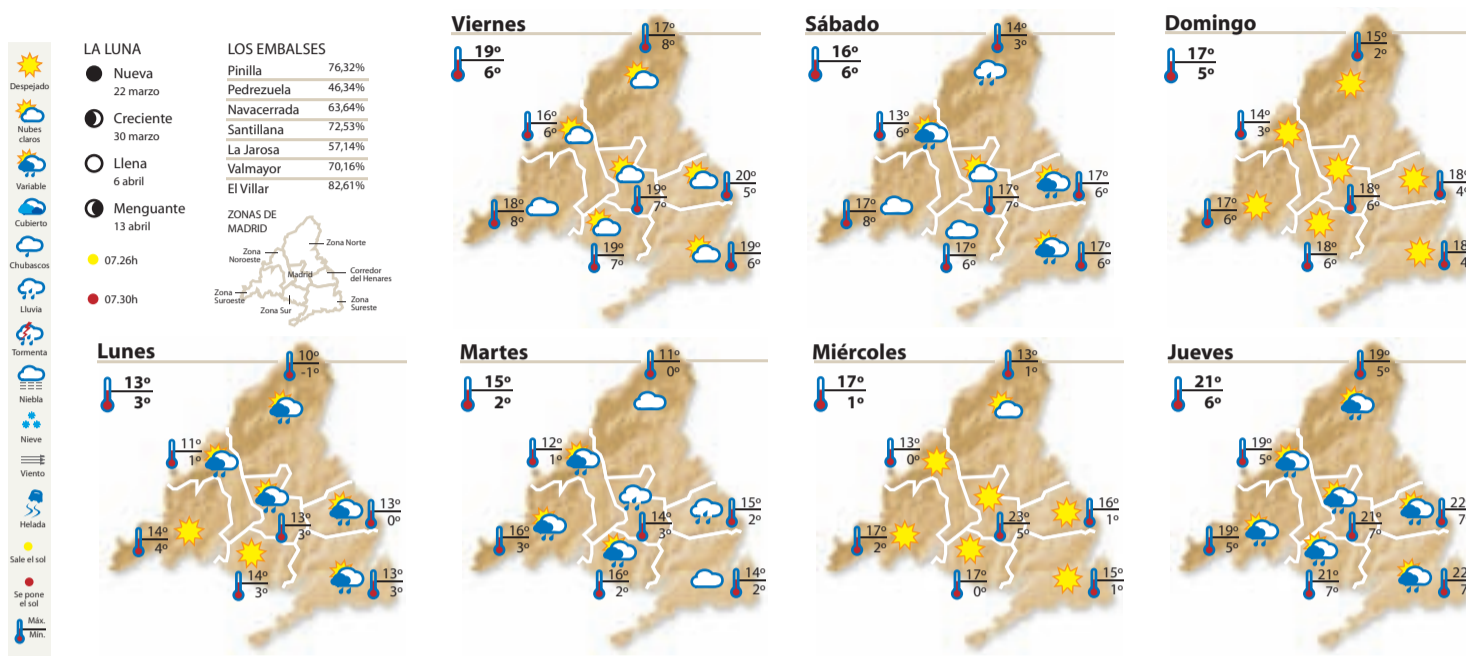 Despejado
Nubes
claros
Variable
Cubierto
Chubascos
Lluvia
Tormenta
Niebla
Nieve
Viento
Helada
Sale el sol
Se pone
el sol
Máx.
Mín.
LA LUNA
Nueva
22 marzo
Creciente
30 marzo
Llena
6 abril
Menguante
13 abril
07.26h
07.30h
LOS EMBALSES
Pinilla 76,32%
Pedrezuela 46,34%
Navacerrada 63,64%
Santillana 72,53%
La Jarosa 57,14%
Valmayor 70,16%
El Villar 82,61%
ZONAS DE
MADRID
Zona Norte
Zona
Noroeste
Madrid
Corredor
del Henares
Zona
Suroeste
Zona Sur
Zona
Sureste
Viernes
19º
6º
17º
8º
16º
6º
20º
5º
19º
7º
18º
8º
19º
7º
19º
6º
Sábado
16º
6º
14º
3º
13º
6º
17º
6º
17º
7º
17º
8º
17º
6º
17º
6º
Domingo
17º
5º
15º
2º
14º
3º
18º
4º
18º
6º
17º
6º
18º
6º
18
4
Lunes
13º
3º
10º
-1º
11º
1º
13º
0º
13º
3º
14º
4º
14º
3º
13º
3º
Martes
15º
2º
11º
0º
12º
1º
15º
2º
14º
3º
16º
3º
16º
2º
14º
2º
Miércoles
17º
1º
13º
1º
13º
0º
16º
1º
23º
5º
17º
2º
17º
0º
15º
1º
Jueves
21º
6º
19º
5º
19º
5º
22
7
21º
7º
19º
5º
21º
7º
22
7